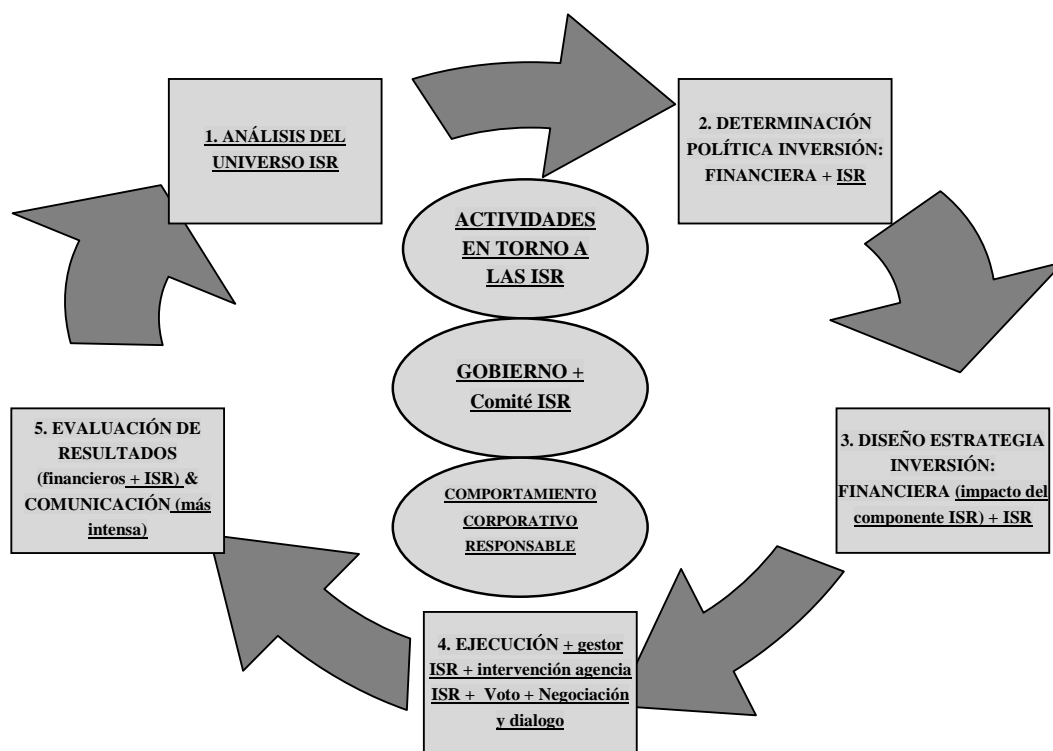 1. ANÁLISIS DEL
UNIVERSO ISR
2. DETERMINACIÓN
POLÍTICA INVERSIÓN:
FINANCIERA + ISR
ACTIVIDADES
EN TORNO A
LAS ISR
GOBIERNO +
Comité ISR
COMPORTAMIENTO
CORPORATIVO
RESPONSABLE
3. DISEÑO ESTRATEGIA
INVERSIÓN:
FINANCIERA (impacto del
componente ISR) + ISR
4. EJECUCIÓN + gestor
ISR + intervención agencia
ISR + Voto + Negociación
y dialogo
5. EVALUACIÓN DE
RESULTADOS
(financieros + ISR) &
COMUNICACIÓN (más
intensa)